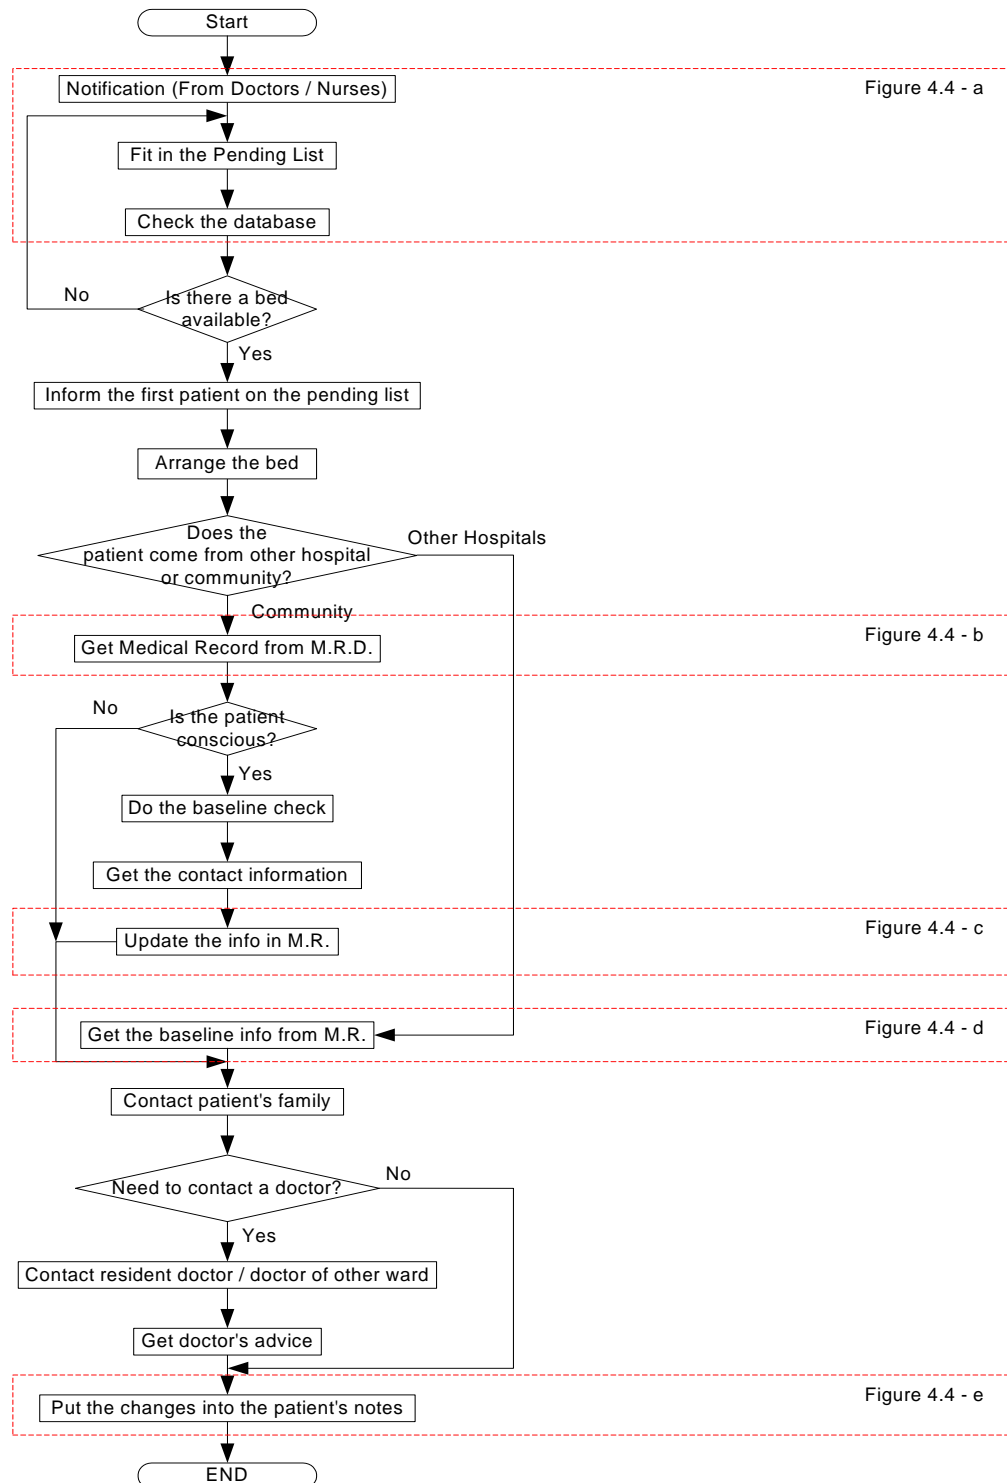 Start
Figure 4.4 - a
Notification (From Doctors / Nurses)
Fit in the Pending List
Check the database
No
Is there a bed
available?
Yes
Inform the first patient on the pending list
Arrange the bed
Does the
patient come from other hospital
or community?
Other Hospitals
Community
Figure 4.4 - b
Get Medical Record from M.R.D.
No
Is the patient
conscious?
Yes
Do the baseline check
Get the contact information
Figure 4.4 - c
Update the info in M.R.
Figure 4.4 - d
Get the baseline info from M.R.
Contact patient's family
No
Need to contact a doctor?
Yes
Contact resident doctor / doctor of other ward
Get doctor's advice
Figure 4.4 - e
Put the changes into the patient's notes
END